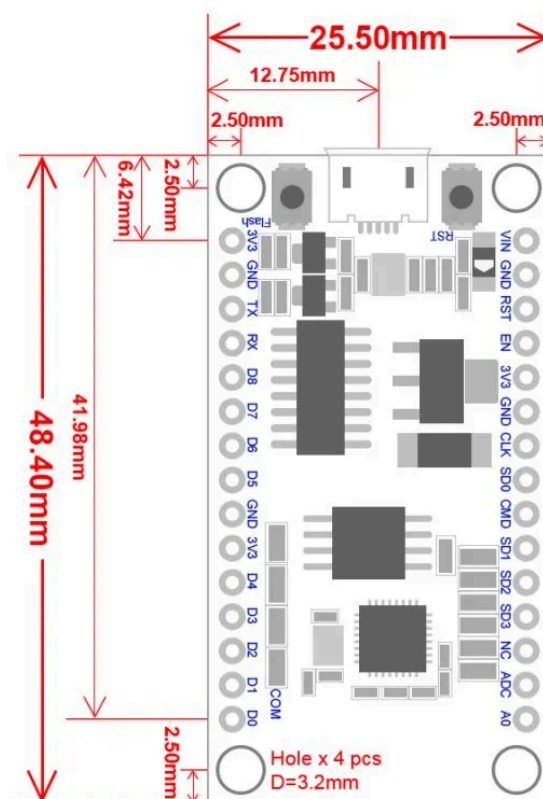 25.50mm
12.75mm
2.50mm
2.50mm
2.50mm
6.42mm
48.40mm
41.98mm
2.50mm
Flash
RST
3V3
GND
TX
RX
D8
D7
D6
D5
GND
3V3
D4
D3
D2
D1
D0
COM
VIN
GND
RST
EN
3V3
GND
CLK
SD0
CMD
SD1
SD2
SD3
NC
ADC
A0
Hole x 4 pcs
D=3.2mm